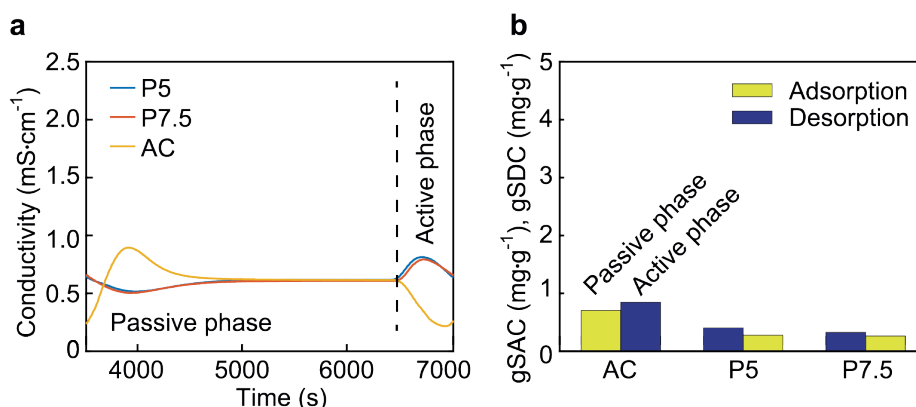 a
Conductivity (mS·cm⁻¹)
2.5
2.0
1.5
1.0
0.5
0
P5
P7.5
AC
Passive phase
Active phase
4000
5000
6000
7000
Time (s)
b
gSAC (mg·g⁻¹), gSDC (mg·g⁻¹)
5
4
3
2
1
0
Adsorption
Desorption
Passive phase
Active phase
AC
P5
P7.5